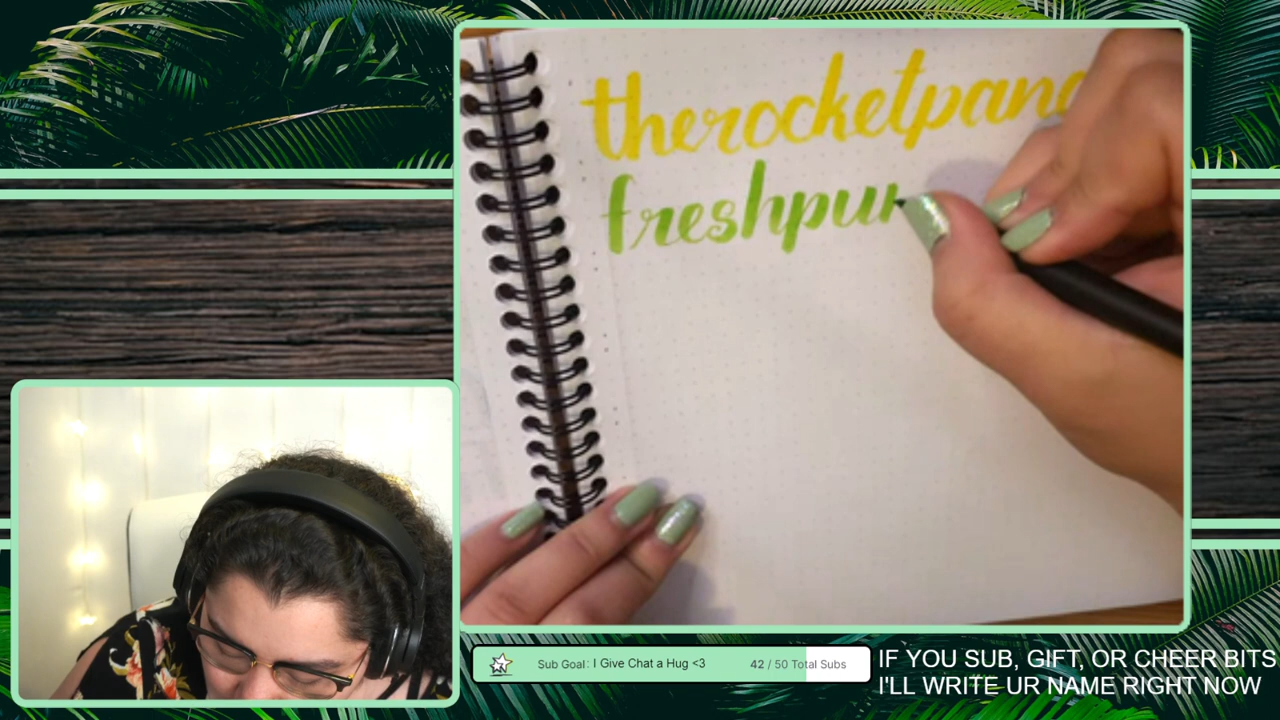 therocketpand
freshpur
Sub Goal: I Give Chat a Hug <3 42 / 50 Total Subs
IF YOU SUB, GIFT, OR CHEER BITS
I'LL WRITE UR NAME RIGHT NOW